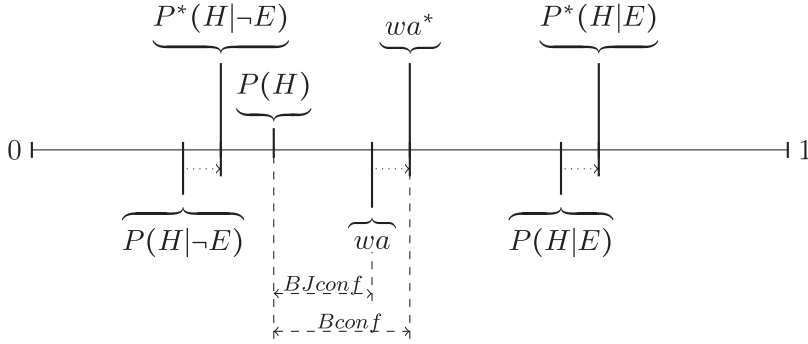 P*(H|¬E) wa* P*(H|E)
P(H)
0 1
P(H|¬E) wa P(H|E)
BJconf
Bconf